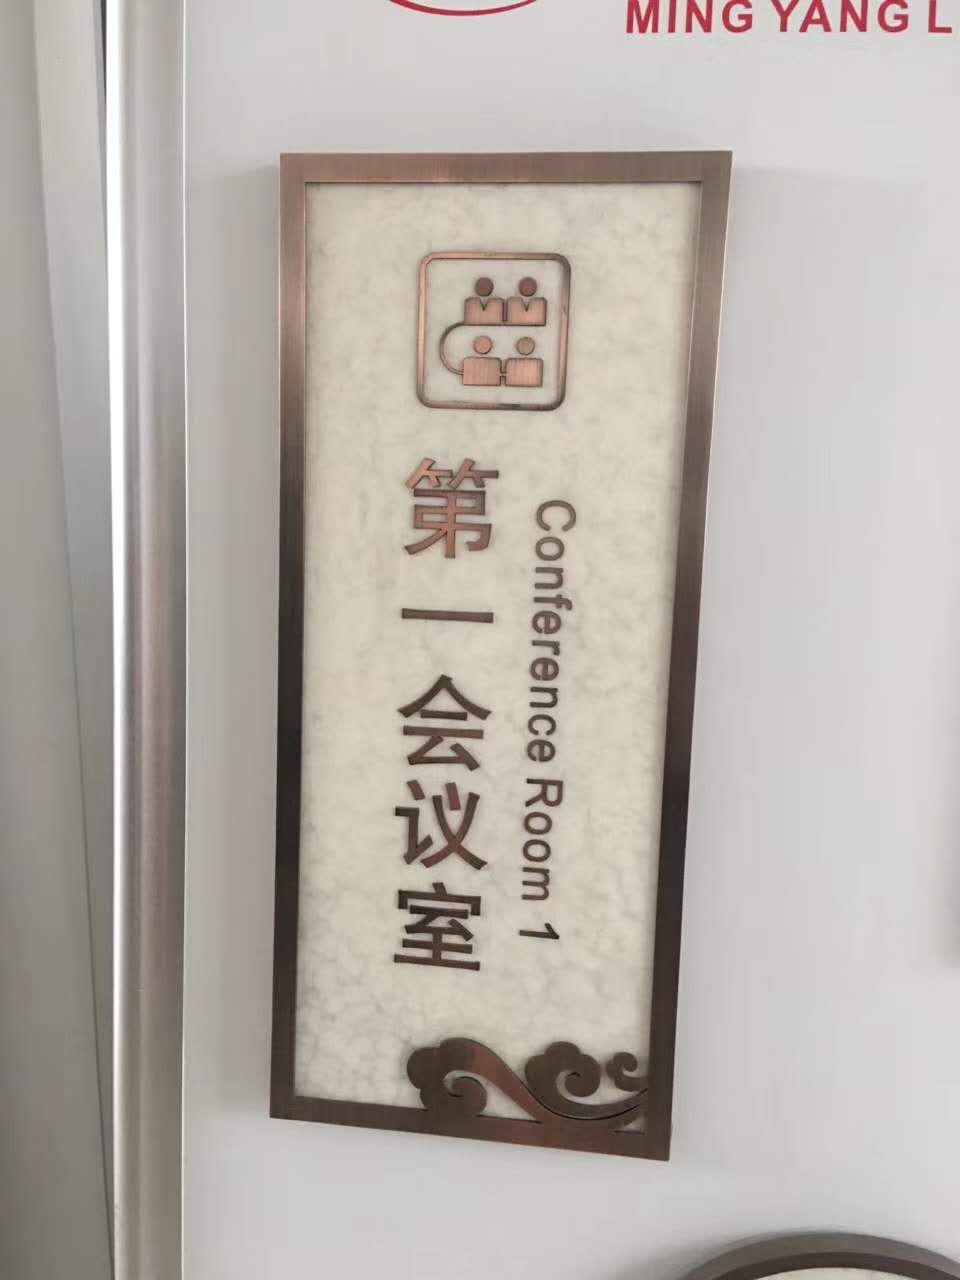 MING YANG L
第一会议室
Conference Room 1